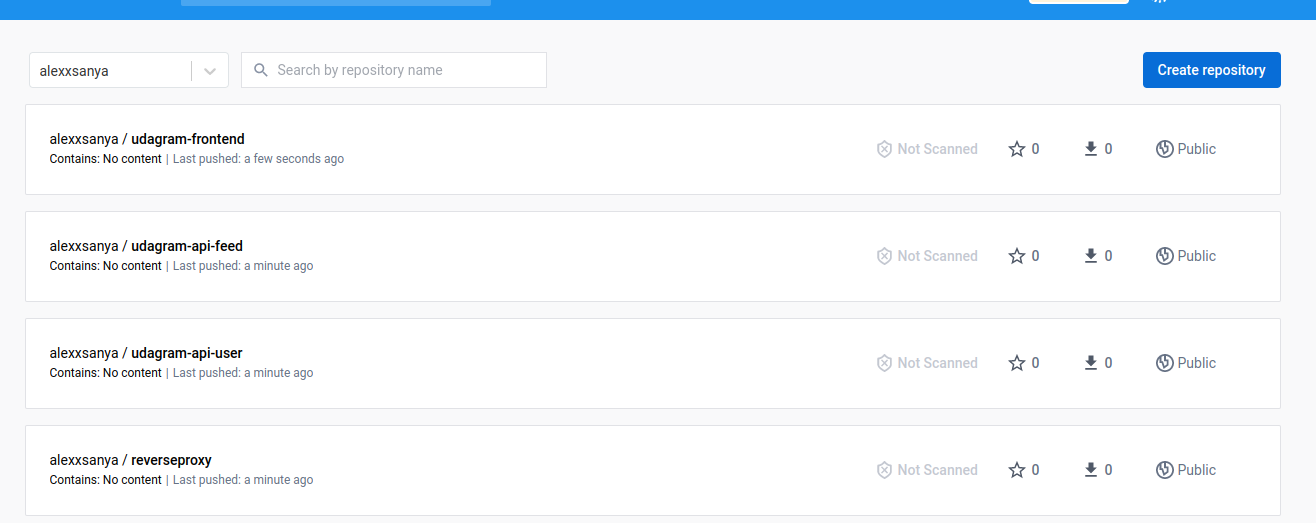 alexxsanya
Search by repository name
Create repository
alexxsanya / udagram-frontend
Contains: No content | Last pushed: a few seconds ago
Not Scanned
0
0
Public
alexxsanya / udagram-api-feed
Contains: No content | Last pushed: a minute ago
Not Scanned
0
0
Public
alexxsanya / udagram-api-user
Contains: No content | Last pushed: a minute ago
Not Scanned
0
0
Public
alexxsanya / reverseproxy
Contains: No content | Last pushed: a minute ago
Not Scanned
0
0
Public